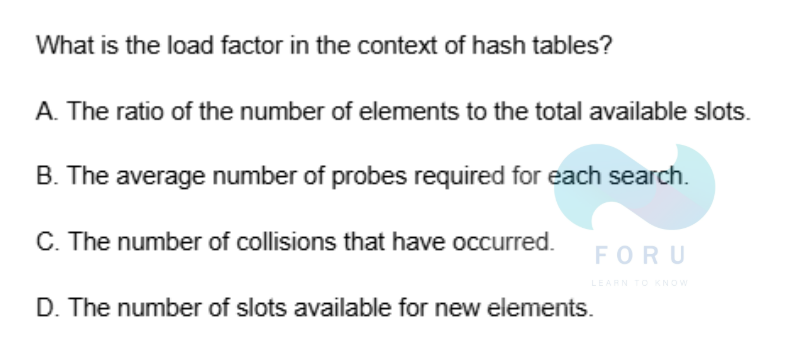 What is the load factor in the context of hash tables?
A. The ratio of the number of elements to the total available slots.
B. The average number of probes required for each search.
C. The number of collisions that have occurred.
FORU
LEARN TO KNOW
D. The number of slots available for new elements.